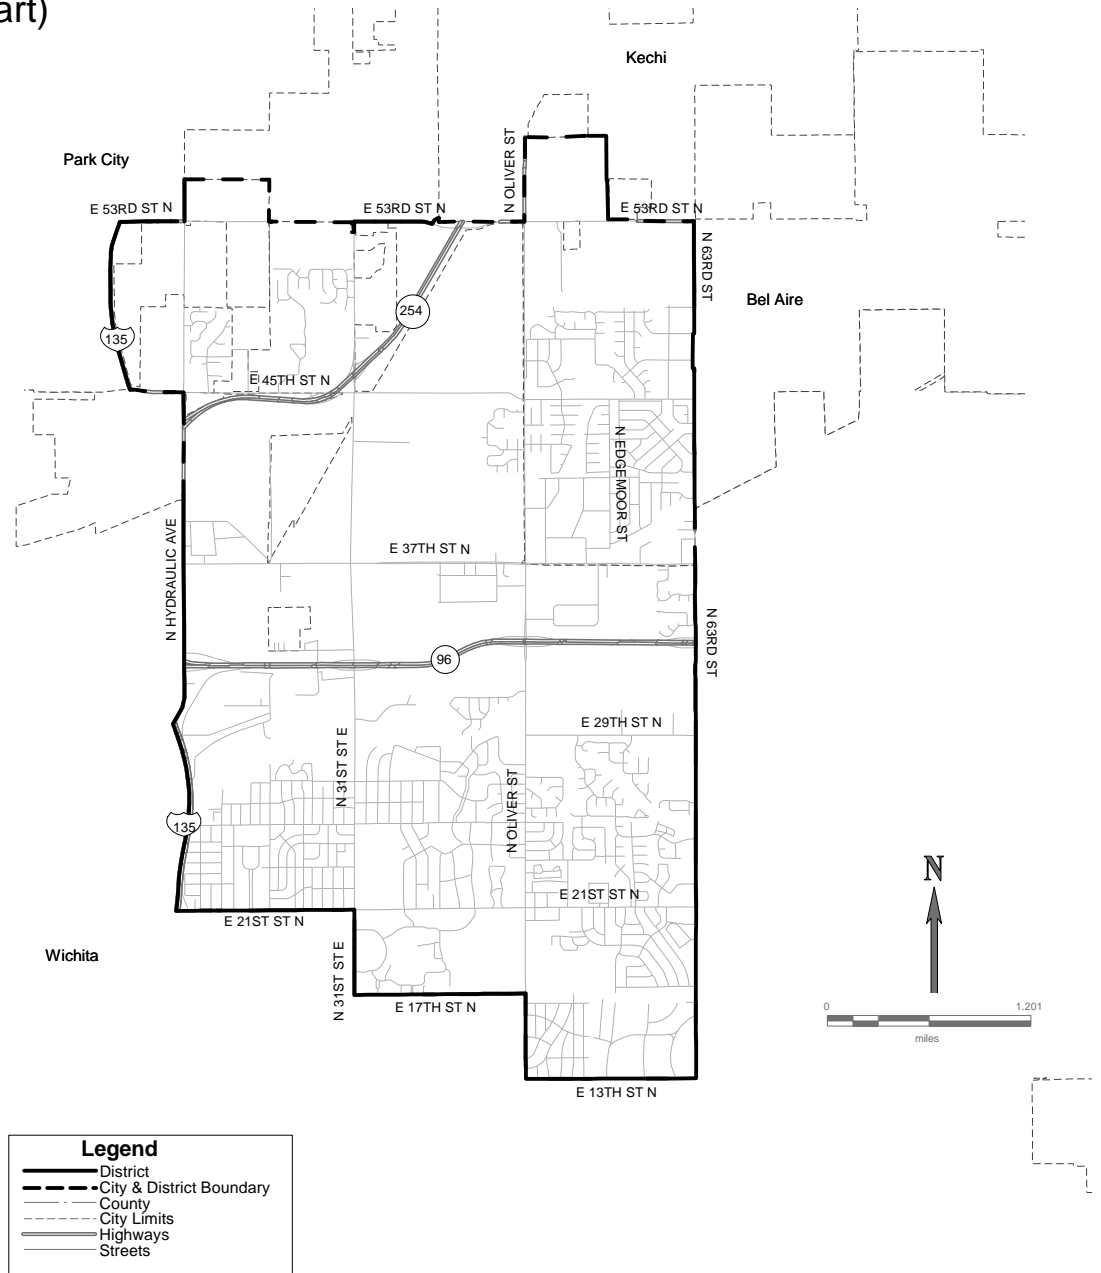 art)
Kechi
Park City
N OLIVER ST
E 53RD ST N
E 53RD ST N
E 53RD ST N
N 63RD ST
Bel Aire
254
135
E 45TH ST N
N EDGEMOOR ST
N HYDRAULIC AVE
E 37TH ST N
N 63RD ST
96
E 29TH ST N
N 31ST ST E
N OLIVER ST
135
E 21ST ST N
E 21ST ST N
N
Wichita
N 31ST ST E
E 17TH ST N
0 1.201
miles
E 13TH ST N
Legend
District
City & District Boundary
County
City Limits
Highways
Streets